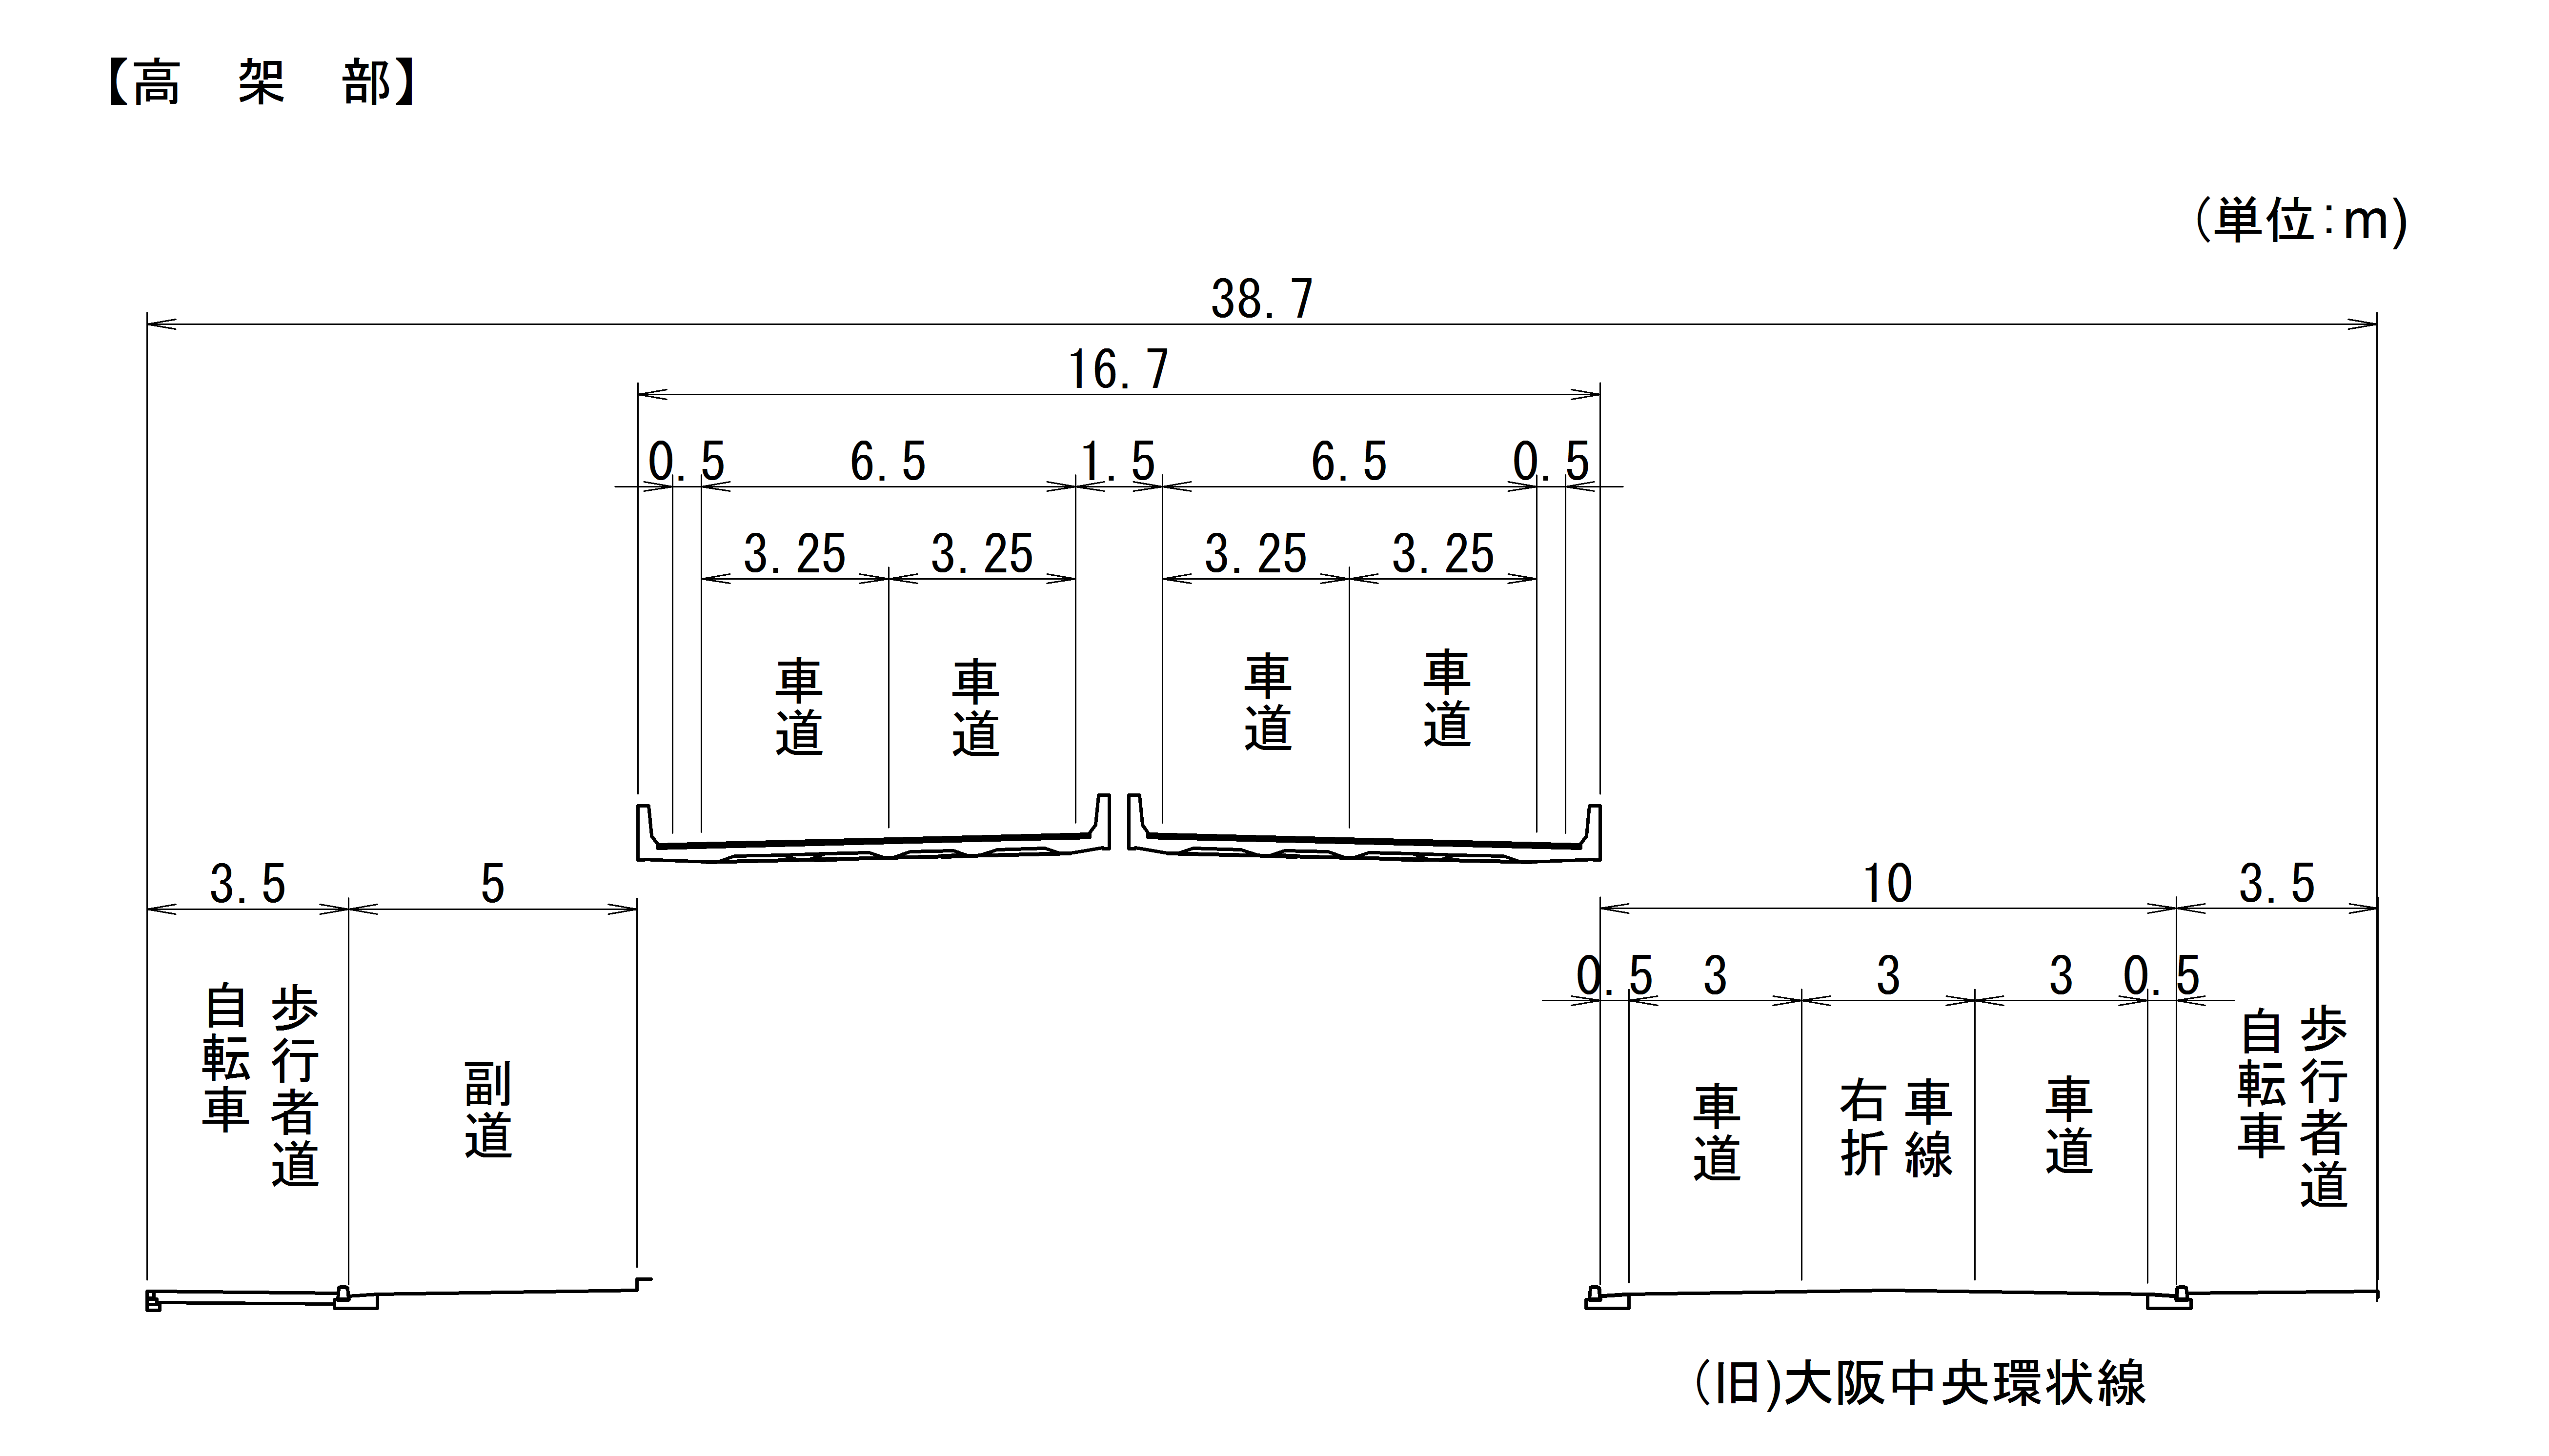 【高　架　部】
(単位：m)
38.7
16.7
0.5 6.5 1.5 6.5 0.5
3.25 3.25 3.25 3.25
車道 車道 車道 車道
3.5 5 10 3.5
0.5 3 3 3 0.5
自転車
歩行者道
副道
車道
右折
車線
車道
自転車
歩行者道
(旧)大阪中央環状線